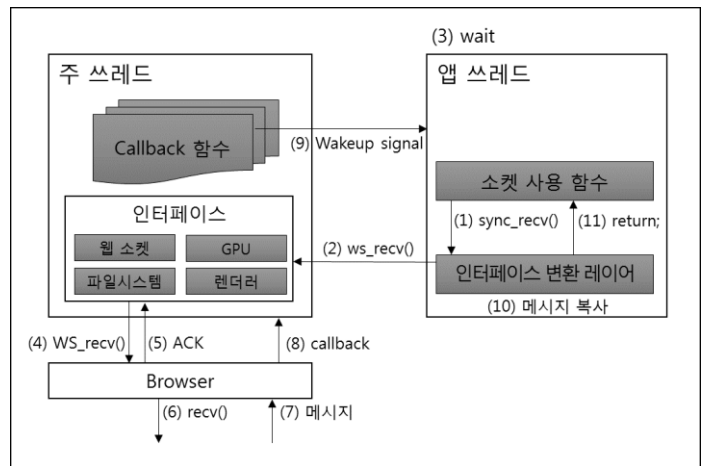 (3) wait
주 쓰레드
앱 쓰레드
Callback 함수
(9) Wakeup signal
소켓 사용 함수
인터페이스
(1) sync_recv()
(11) return;
웹 소켓
GPU
(2) ws_recv()
파일시스템
렌더러
인터페이스 변환 레이어
(10) 메시지 복사
(4) WS_recv()
(5) ACK
(8) callback
Browser
(6) recv()
(7) 메시지